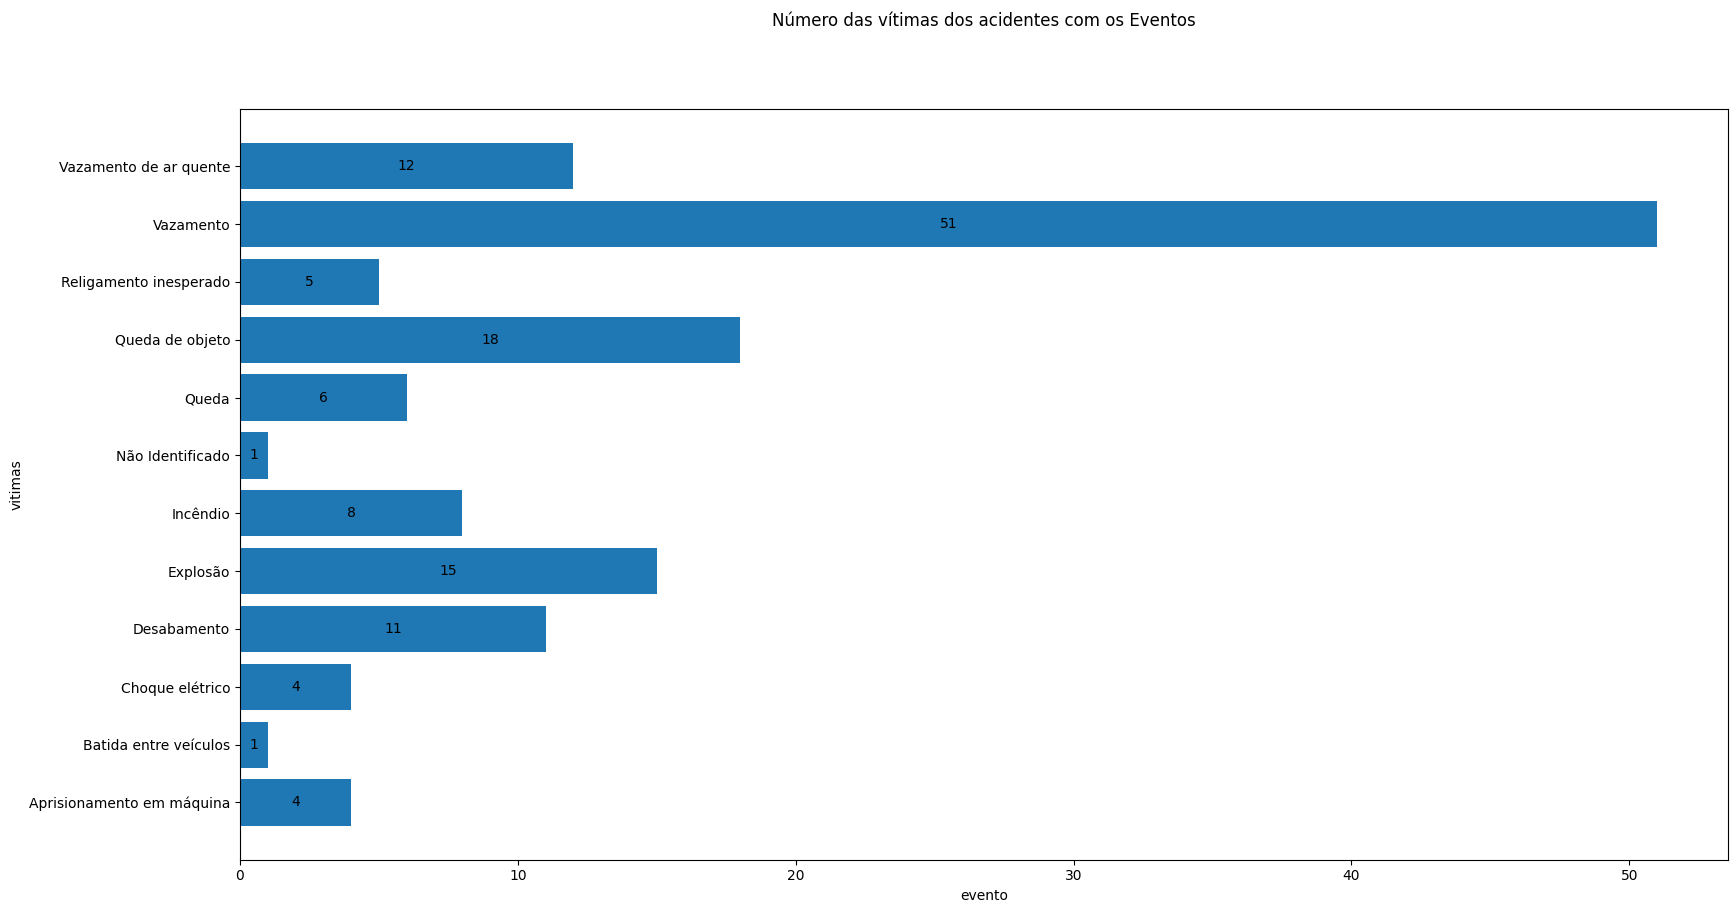 Número das vítimas dos acidentes com os Eventos
Vazamento de ar quente
12
Vazamento
51
Religamento inesperado
5
Queda de objeto
18
Queda
6
Não Identificado
1
Incêndio
8
Explosão
15
Desabamento
11
Choque elétrico
4
Batida entre veículos
1
Aprisionamento em máquina
4
vitimas
0 10 20 30 40 50
evento